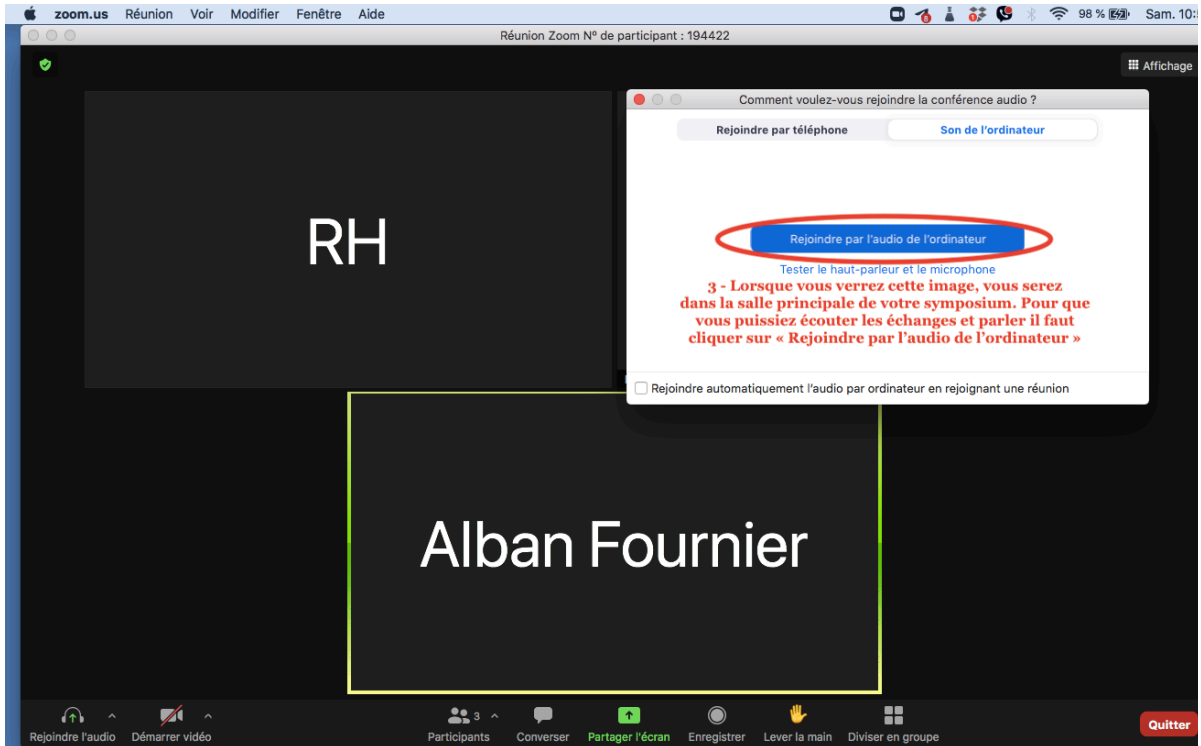 zoom.us Réunion Voir Modifier Fenêtre Aide 98 % Sam. 10:
Réunion Zoom Nº de participant : 194422
Affichage
Comment voulez-vous rejoindre la conférence audio ?
Rejoindre par téléphone Son de l'ordinateur
Rejoindre par l'audio de l'ordinateur
Tester le haut-parleur et le microphone
3 - Lorsque vous verrez cette image, vous serez
dans la salle principale de votre symposium. Pour que
vous puissiez écouter les échanges et parler il faut
cliquer sur « Rejoindre par l’audio de l’ordinateur »
Rejoindre automatiquement l'audio par ordinateur en rejoignant une réunion
RH
Alban Fournier
3
Rejoindre l'audio Démarrer vidéo Participants Converser Partager l'écran Enregistrer Lever la main Diviser en groupe
Quitter